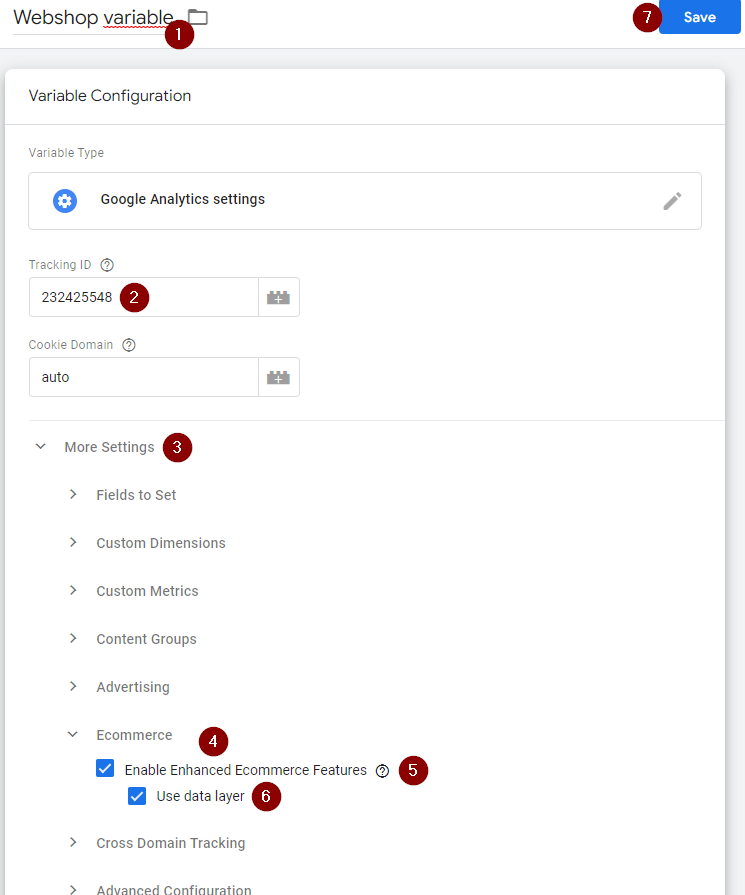 Webshop variable
1
7
Save
Variable Configuration
Variable Type
Google Analytics settings
Tracking ID ?
232425548 2
Cookie Domain ?
auto
More Settings 3
Fields to Set
Custom Dimensions
Custom Metrics
Content Groups
Advertising
Ecommerce 4
Enable Enhanced Ecommerce Features ? 5
Use data layer 6
Cross Domain Tracking
Advanced Configuration